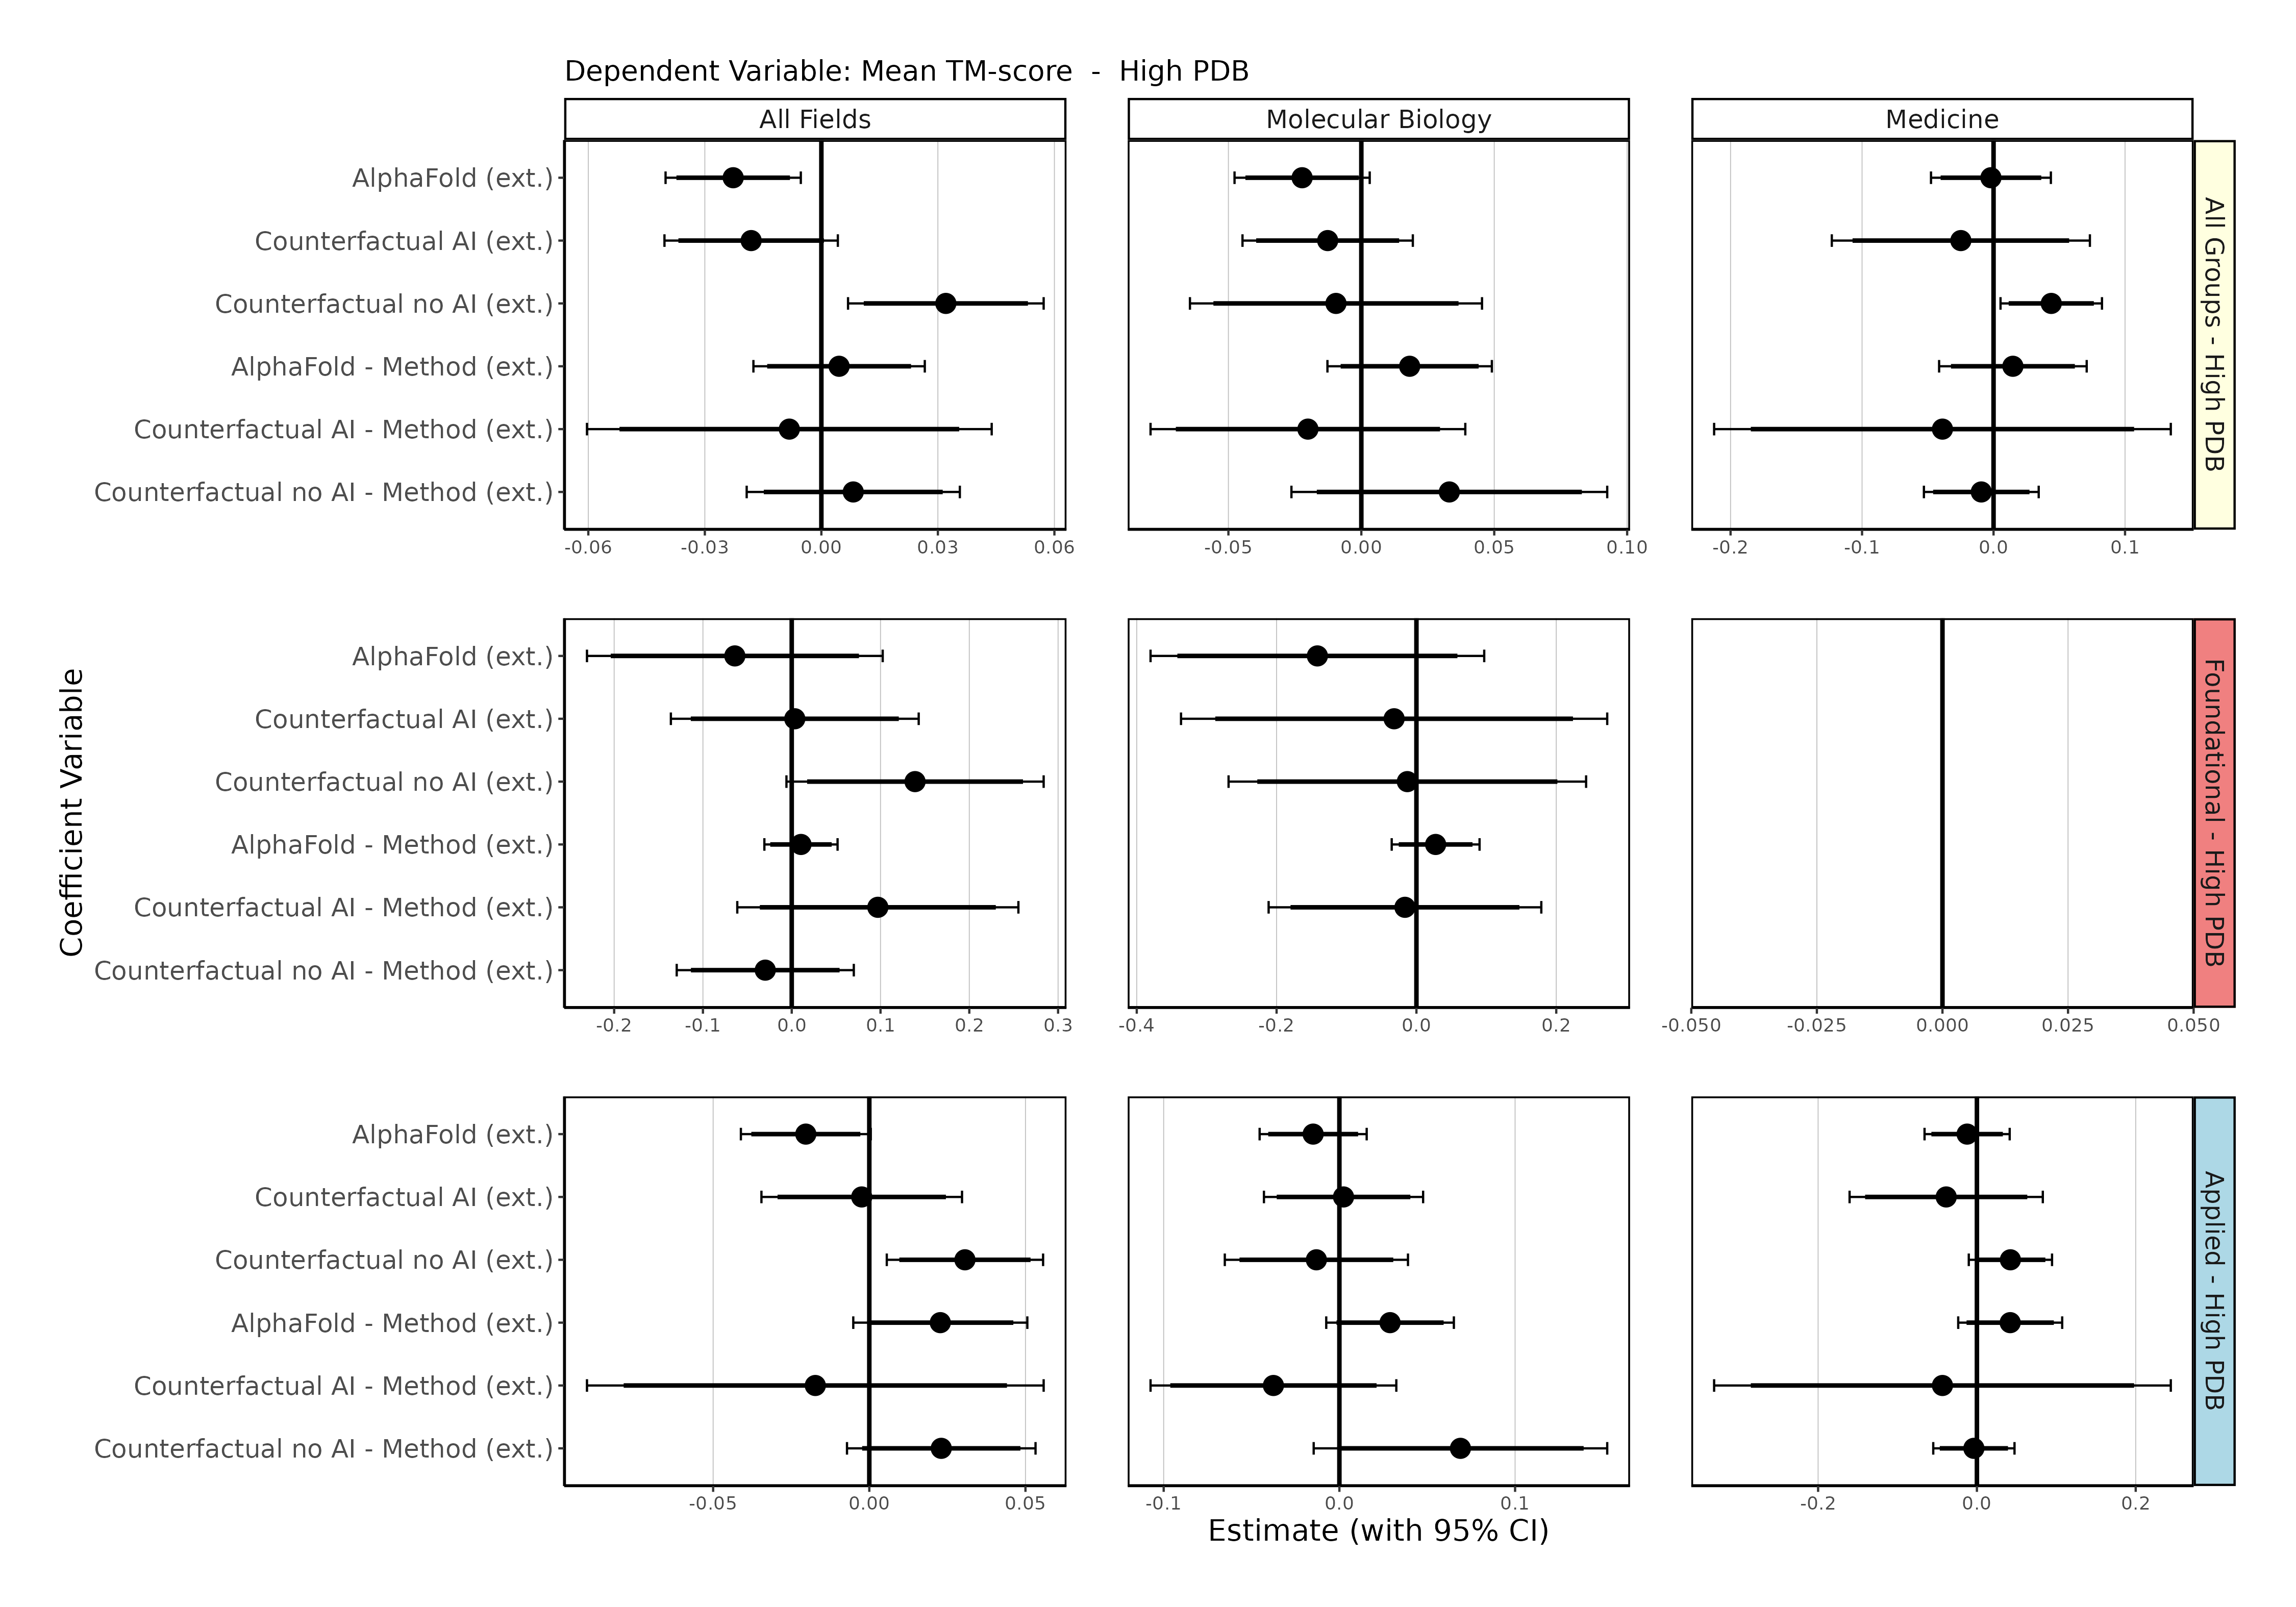 Dependent Variable: Mean TM-score - High PDB
All Fields
Molecular Biology
Medicine
AlphaFold (ext.)
Counterfactual AI (ext.)
Counterfactual no AI (ext.)
AlphaFold - Method (ext.)
Counterfactual AI - Method (ext.)
Counterfactual no AI - Method (ext.)
All Groups - High PDB
-0.06 -0.03 0.00 0.03 0.06
-0.05 0.00 0.05 0.10
-0.2 -0.1 0.0 0.1
Coefficient Variable
AlphaFold (ext.)
Counterfactual AI (ext.)
Counterfactual no AI (ext.)
AlphaFold - Method (ext.)
Counterfactual AI - Method (ext.)
Counterfactual no AI - Method (ext.)
Foundational - High PDB
-0.2 -0.1 0.0 0.1 0.2 0.3
-0.4 -0.2 0.0 0.2
-0.050 -0.025 0.000 0.025 0.050
AlphaFold (ext.)
Counterfactual AI (ext.)
Counterfactual no AI (ext.)
AlphaFold - Method (ext.)
Counterfactual AI - Method (ext.)
Counterfactual no AI - Method (ext.)
Applied - High PDB
-0.05 0.00 0.05
-0.1 0.0 0.1
-0.2 0.0 0.2
Estimate (with 95% CI)